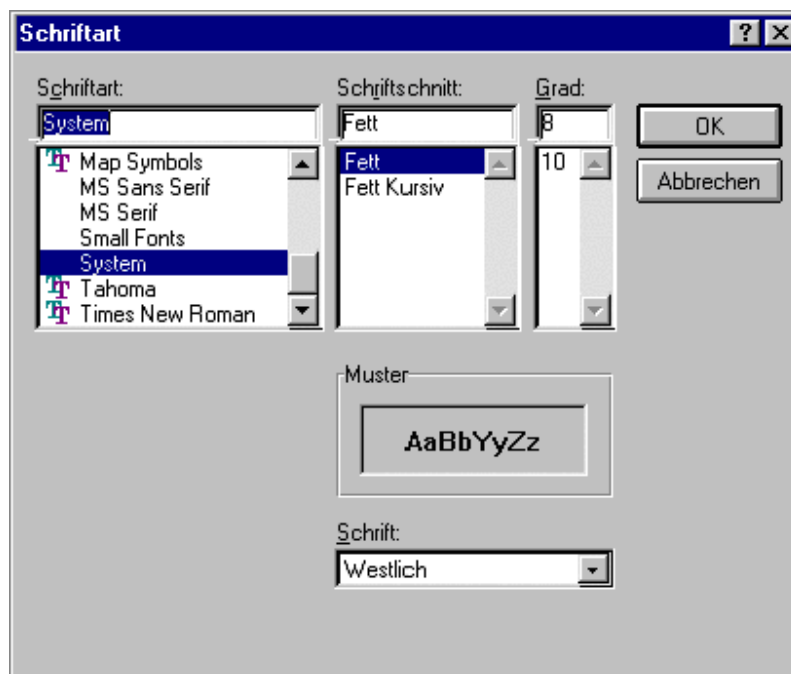 Schriftart
Schriftart:
System
Map Symbols
MS Sans Serif
MS Serif
Small Fonts
System
Tahoma
Times New Roman
Schriftschnitt:
Fett
Fett
Fett Kursiv
Grad:
8
10
OK
Abbrechen
Muster
AaBbYyZz
Schrift:
Westlich